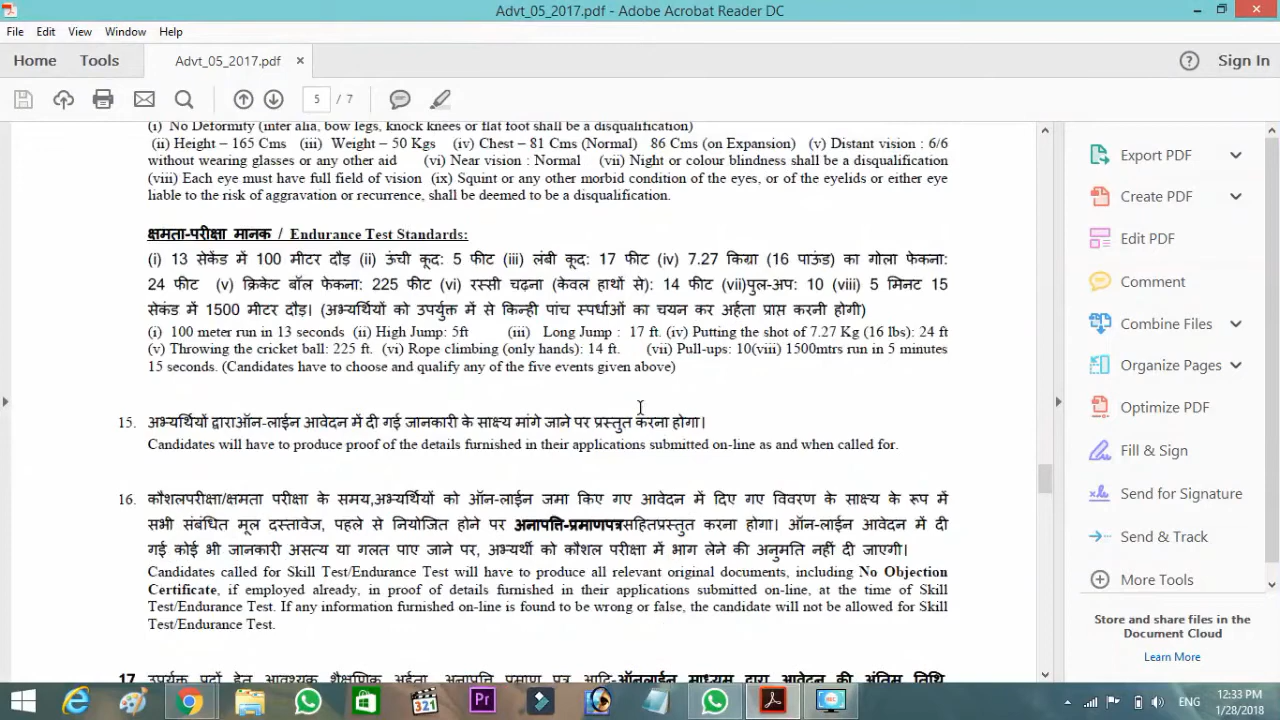 Advt_05_2017.pdf - Adobe Acrobat Reader DC
File Edit View Window Help
Home Tools Advt_05_2017.pdf × Sign In
5 / 7
(i) No Deformity (inter alia, bow legs, knock knees or flat foot shall be a disqualification)
(ii) Height – 165 Cms (iii) Weight – 50 Kgs (iv) Chest – 81 Cms (Normal) 86 Cms (on Expansion) (v) Distant vision : 6/6
without wearing glasses or any other aid (vi) Near vision : Normal (vii) Night or colour blindness shall be a disqualification
(viii) Each eye must have full field of vision (ix) Squint or any other morbid condition of the eyes, or of the eyelids or either eye
liable to the risk of aggravation or recurrence, shall be deemed to be a disqualification.
क्षमता-परीक्षा मानक / Endurance Test Standards:
(i) 13 सेकेंड में 100 मीटर दौड़ (ii) ऊंची कूद: 5 फीट (iii) लंबी कूद: 17 फीट (iv) 7.27 किग्रा (16 पाऊंड) का गोला फेकना:
24 फीट (v) क्रिकेट बॉल फेकना: 225 फीट (vi) रस्सी चढ़ना (केवल हाथों से): 14 फीट (vii)पुल-अप: 10 (viii) 5 मिनट 15
सेकंड में 1500 मीटर दौड़। (अभ्यर्थियों को उपर्युक्त में से किन्ही पांच स्पर्धाओं का चयन कर अर्हता प्राप्त करनी होगी)
(i) 100 meter run in 13 seconds (ii) High Jump: 5ft (iii) Long Jump : 17 ft. (iv) Putting the shot of 7.27 Kg (16 lbs): 24 ft
(v) Throwing the cricket ball: 225 ft. (vi) Rope climbing (only hands): 14 ft. (vii) Pull-ups: 10(viii) 1500mtrs run in 5 minutes
15 seconds. (Candidates have to choose and qualify any of the five events given above)
15. अभ्यर्थियों द्वाराऑन-लाईन आवेदन में दी गई जानकारी के साक्ष्य मांगे जाने पर प्रस्तुत करना होगा।
Candidates will have to produce proof of the details furnished in their applications submitted on-line as and when called for.
16. कौशलपरीक्षा/क्षमता परीक्षा के समय,अभ्यर्थियों को ऑन-लाईन जमा किए गए आवेदन में दिए गए विवरण के साक्ष्य के रूप में
सभी संबंधित मूल दस्तावेज, पहले से नियोजित होने पर अनापत्ति-प्रमाणपत्रसहितप्रस्तुत करना होगा। ऑन-लाईन आवेदन में दी
गई कोई भी जानकारी असत्य या गलत पाए जाने पर, अभ्यर्थी को कौशल परीक्षा में भाग लेने की अनुमति नहीं दी जाएगी।
Candidates called for Skill Test/Endurance Test will have to produce all relevant original documents, including No Objection
Certificate, if employed already, in proof of details furnished in their applications submitted on-line, at the time of Skill
Test/Endurance Test. If any information furnished on-line is found to be wrong or false, the candidate will not be allowed for Skill
Test/Endurance Test.
17 उपर्युक्त पदों हेतु आवश्यक शैक्षणिक अर्हता, अनापत्ति प्रमाण पत्र आदि-ऑनलाईन माध्यम द्वारा आवेदन की अंतिम तिथि
Export PDF
Create PDF
Edit PDF
Comment
Combine Files
Organize Pages
Optimize PDF
Fill & Sign
Send for Signature
Send & Track
More Tools
Store and share files in the
Document Cloud
Learn More
321
Pr
ENG
12:33 PM
1/28/2018